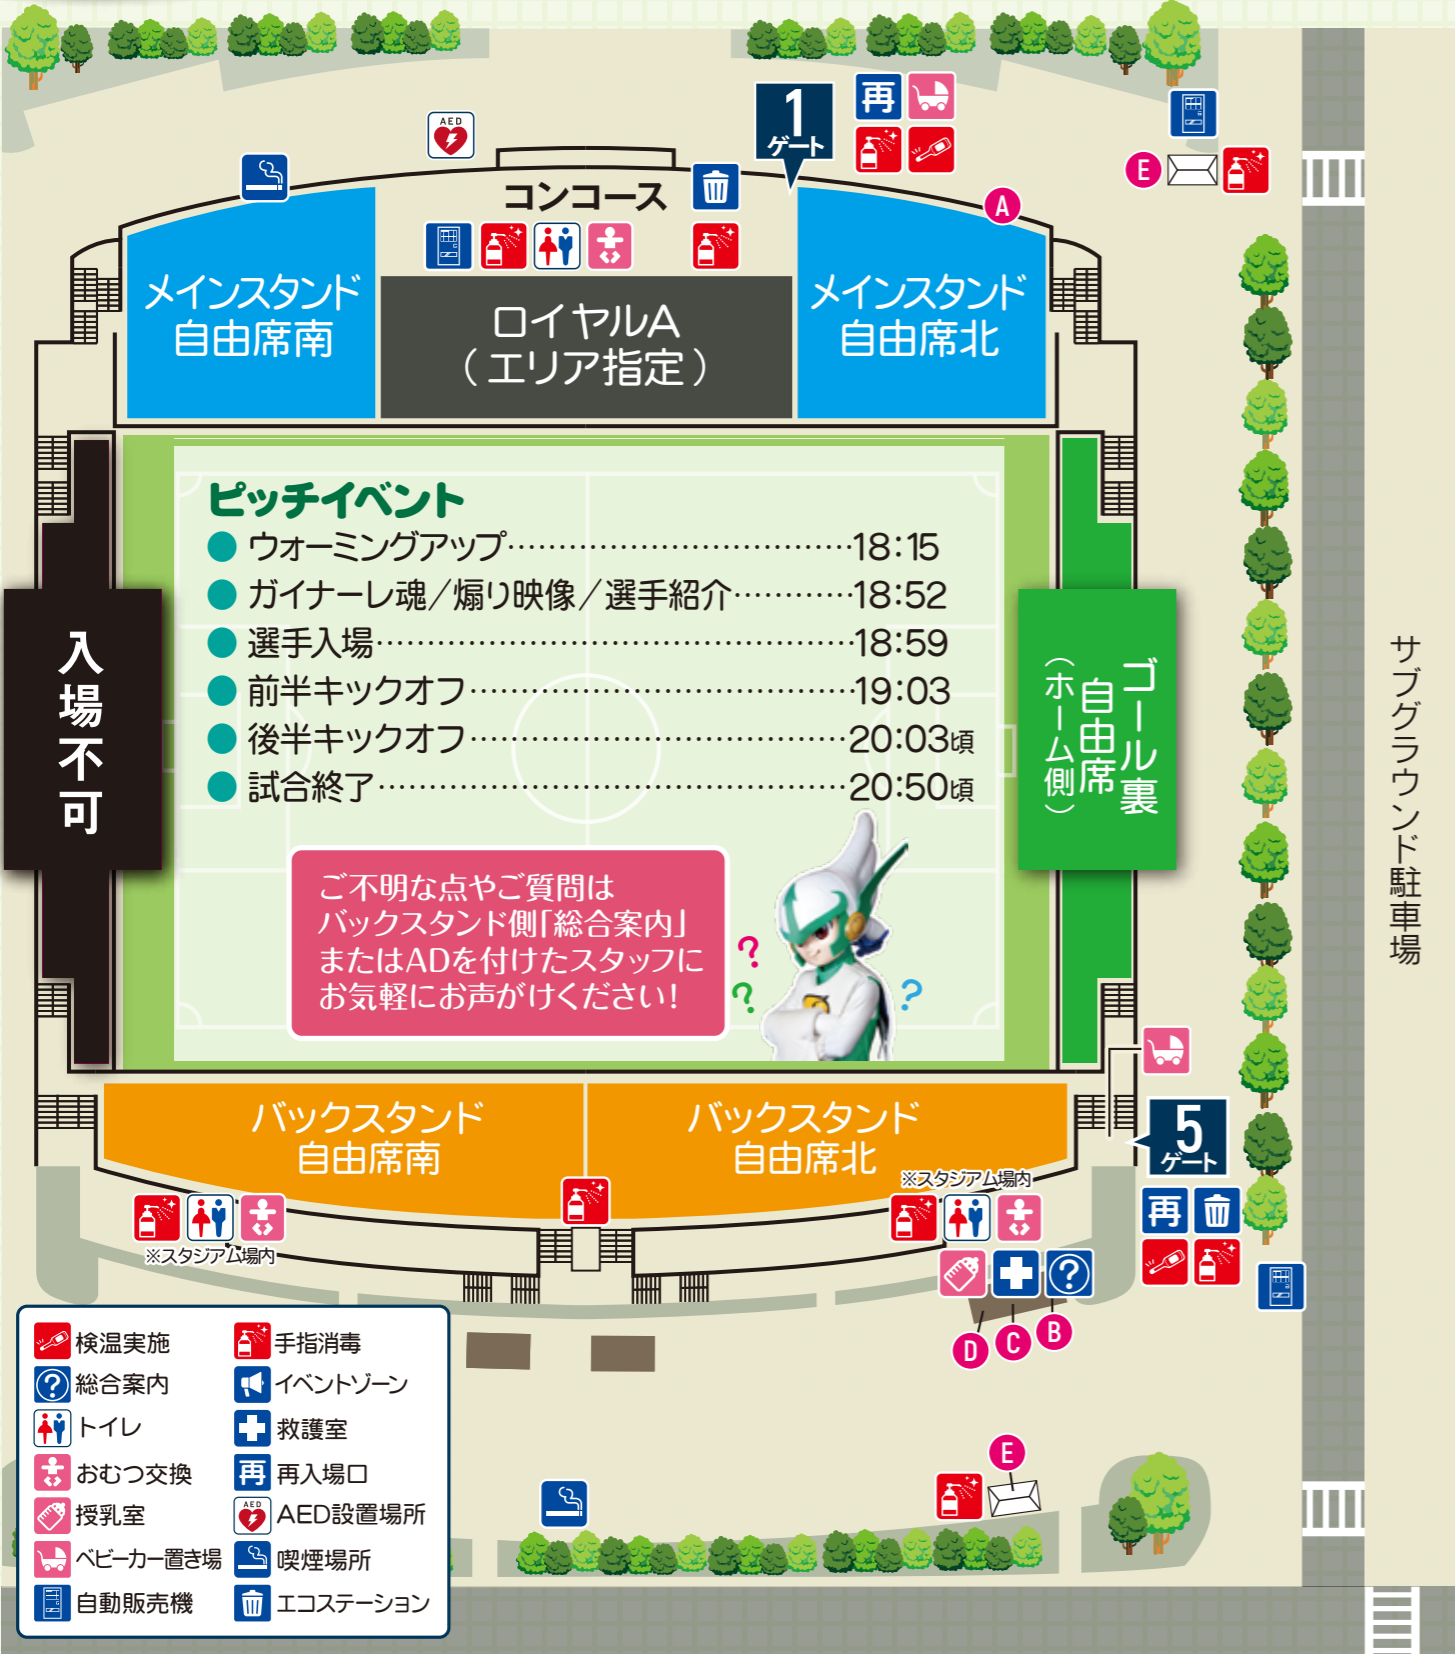 AED
1
ゲート
再
E
コンコース
A
メインスタンド
自由席南
ロイヤルA
(エリア指定)
メインスタンド
自由席北
ピッチイベント
● ウォーミングアップ………………………………18:15
● ガイナーレ魂/煽り映像/選手紹介…………18:52
● 選手入場…………………………………………18:59
● 前半キックオフ…………………………………19:03
● 後半キックオフ…………………………………20:03頃
● 試合終了…………………………………………20:50頃
入場不可
ゴール裏
自由席
(ホーム側)
サブグラウンド駐車場
ご不明な点やご質問は
バックスタンド側「総合案内」
またはADを付けたスタッフに
お気軽にお声がけください!
?
?
?
バックスタンド
自由席南
バックスタンド
自由席北
5
ゲート
※スタジアム場内
※スタジアム場内
再
?
D
C
B
E
検温実施
手指消毒
? 総合案内
イベントゾーン
トイレ
救護室
おむつ交換
再 再入場口
授乳室
AED AED設置場所
ベビーカー置き場
喫煙場所
自動販売機
エコステーション